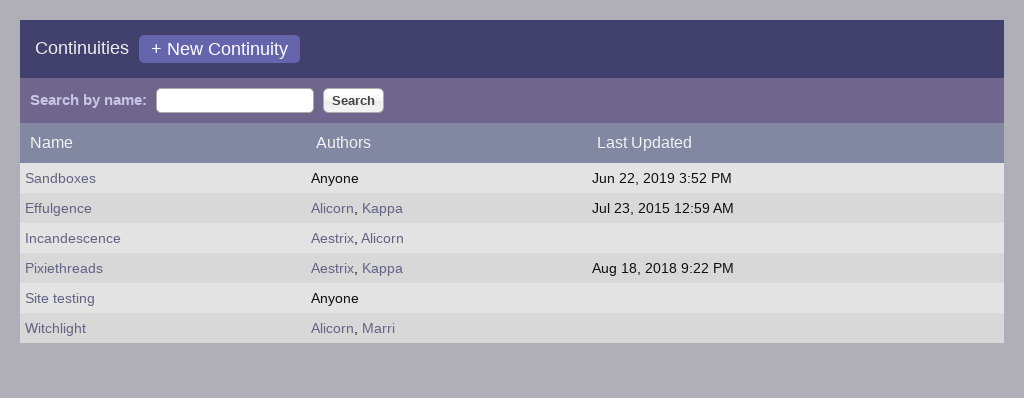 Continuities + New Continuity
Search by name: Search
Name Authors Last Updated
Sandboxes Anyone Jun 22, 2019 3:52 PM
Effulgence Alicorn, Kappa Jul 23, 2015 12:59 AM
Incandescence Aestrix, Alicorn
Pixiethreads Aestrix, Kappa Aug 18, 2018 9:22 PM
Site testing Anyone
Witchlight Alicorn, Marri